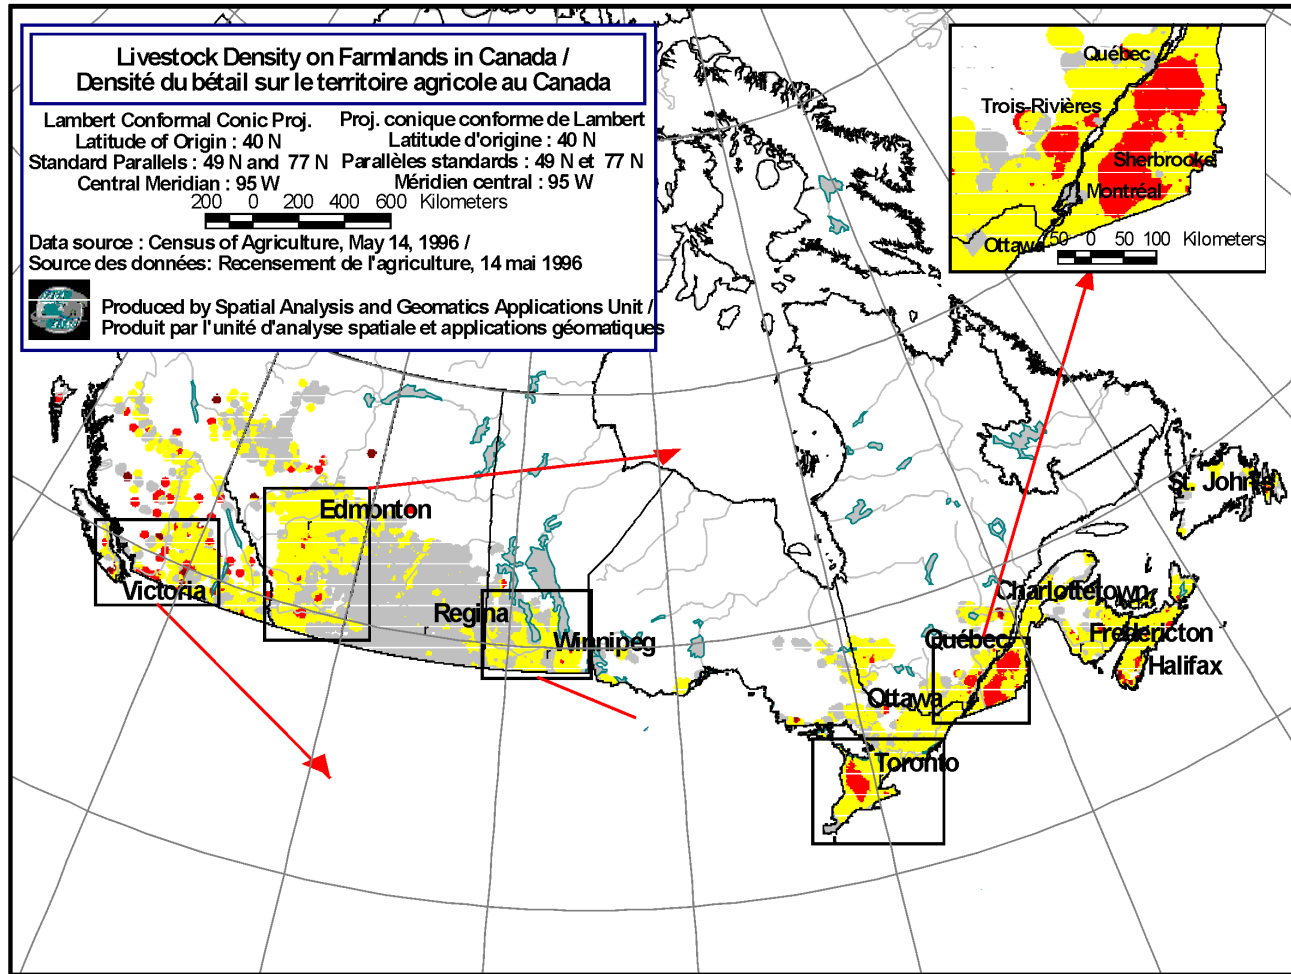 Livestock Density on Farmlands in Canada /
Densité du bétail sur le territoire agricole au Canada
Lambert Conformal Conic Proj.
Latitude of Origin : 40 N
Standard Parallels : 49 N and 77 N
Central Meridian : 95 W
Proj. conique conforme de Lambert
Latitude d'origine : 40 N
Parallèles standards : 49 N et 77 N
Méridien central : 95 W
200 0 200 400 600 Kilometers
Data source : Census of Agriculture, May 14, 1996 /
Source des données: Recensement de l'agriculture, 14 mai 1996
Produced by Spatial Analysis and Geomatics Applications Unit /
Produit par l'unité d'analyse spatiale et applications géomatiques
Québec
Trois-Rivières
Sherbrooke
Montréal
Ottawa
50 0 50 100 Kilometers
Edmonton
Victoria
Regina
Winnipeg
St. John's
Charlottetown
Fredericton
Québec
Halifax
Ottawa
Toronto